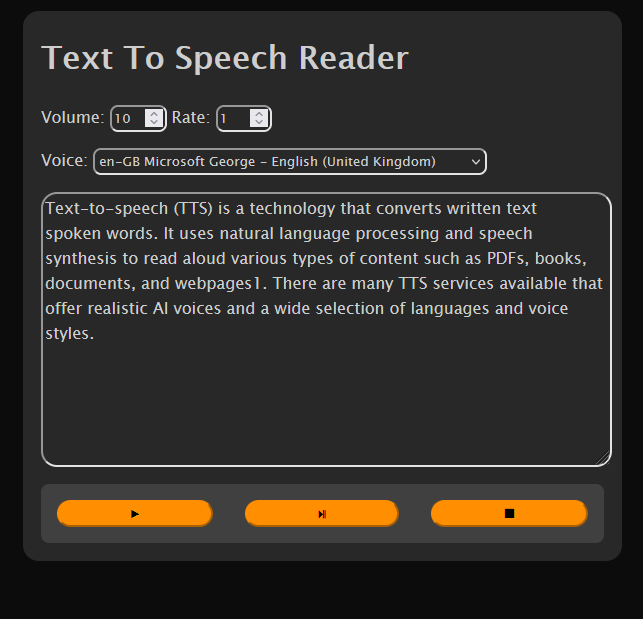 Text To Speech Reader
Volume: 10 Rate: 1
Voice: en-GB Microsoft George - English (United Kingdom)
Text-to-speech (TTS) is a technology that converts written text
spoken words. It uses natural language processing and speech
synthesis to read aloud various types of content such as PDFs, books,
documents, and webpages1. There are many TTS services available that
offer realistic AI voices and a wide selection of languages and voice
styles.